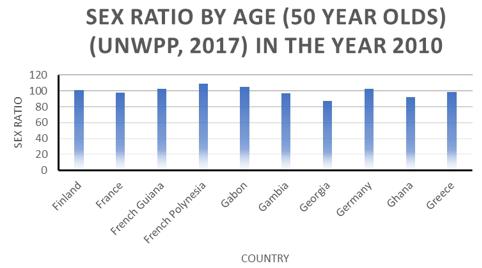 SEX RATIO BY AGE (50 YEAR OLDS)
(UNWPP, 2017) IN THE YEAR 2010
SEX RATIO
120
100
80
60
40
20
0
Finland
France
French Guiana
French Polynesia
Gabon
Gambia
Georgia
Germany
Ghana
Greece
COUNTRY